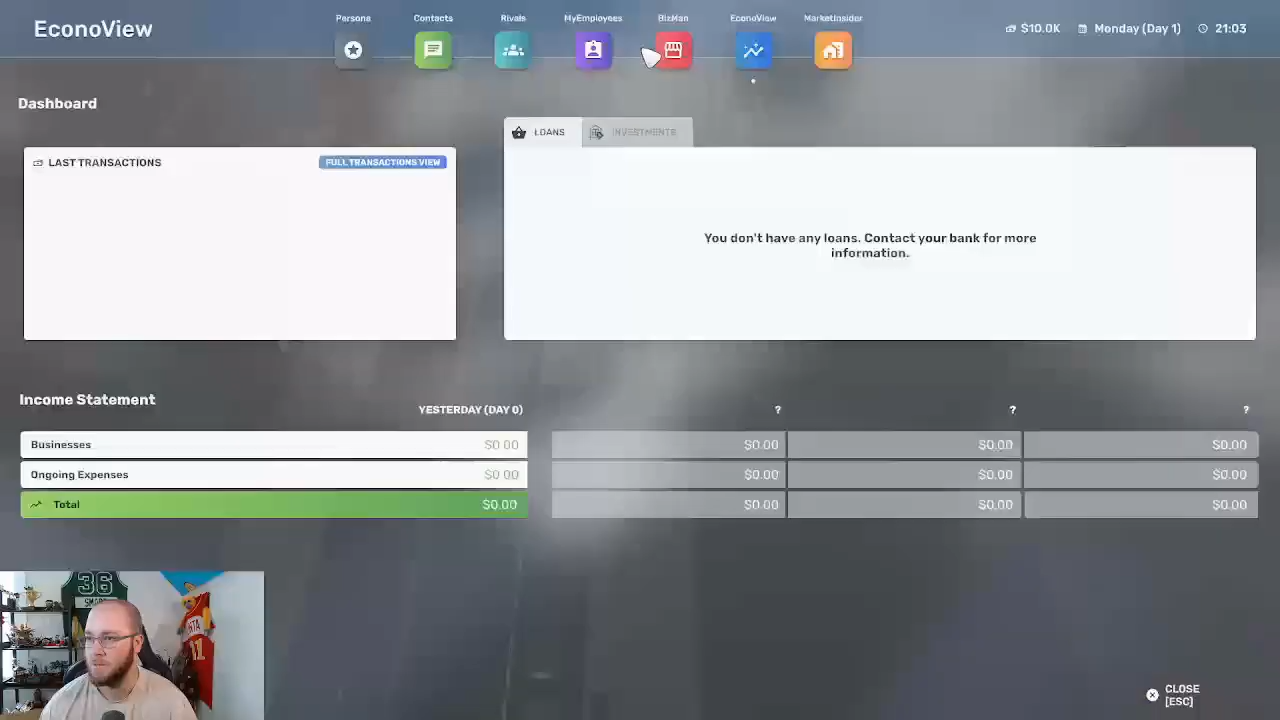 EconoView
Persona
Contacts
Rivals
MyEmployees
BizMan
EconoView
MarketInsider
$10.0K
Monday (Day 1)
21:03
Dashboard
LAST TRANSACTIONS
FULL TRANSACTIONS VIEW
LOANS
INVESTMENTS
You don't have any loans. Contact your bank for more
information.
Income Statement
YESTERDAY (DAY 0)
?
?
?
Businesses
$0.00
$0.00
$0.00
$0.00
Ongoing Expenses
$0.00
$0.00
$0.00
$0.00
Total
$0.00
$0.00
$0.00
$0.00
36
SMART
11
CLOSE
[ESC]